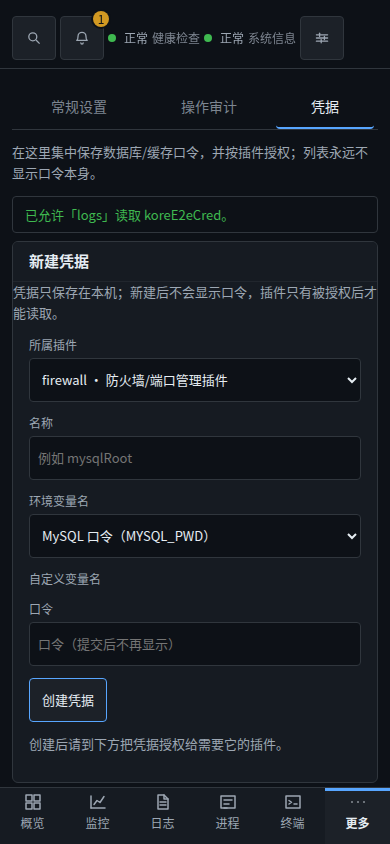 1
正常 健康检查 正常 系统信息
常规设置 操作审计 凭据
在这里集中保存数据库/缓存口令，并按插件授权；列表永远不
显示口令本身。
已允许「logs」读取 koreE2eCred。
新建凭据
凭据只保存在本机；新建后不会显示口令，插件只有被授权后才
能读取。
所属插件
firewall · 防火墙/端口管理插件
名称
例如 mysqlRoot
环境变量名
MySQL 口令（MYSQL_PWD）
自定义变量名
口令
口令（提交后不再显示）
创建凭据
创建后请到下方把凭据授权给需要它的插件。
概览 监控 日志 进程 终端 更多